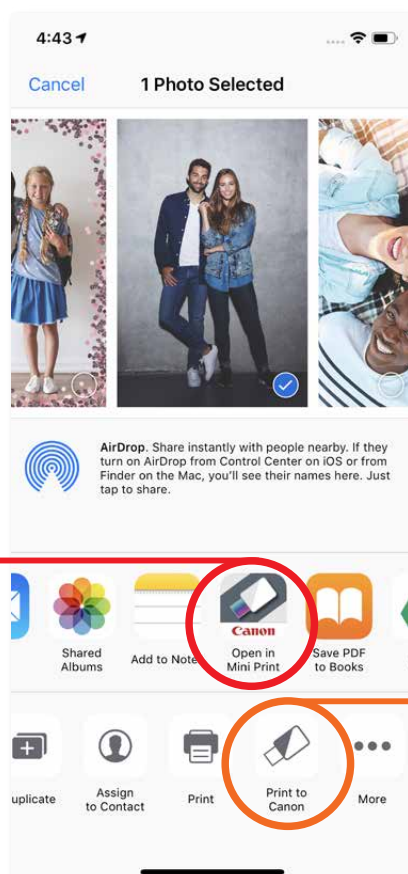 4:43
Cancel 1 Photo Selected
AirDrop. Share instantly with people nearby. If they
turn on AirDrop from Control Center on iOS or from
Finder on the Mac, you'll see their names here. Just
tap to share.
Canon
Shared
Albums
Add to Note
Open in
Mini Print
Save PDF
to Books
uplicate
Assign
to Contact
Print
Print to
Canon
More